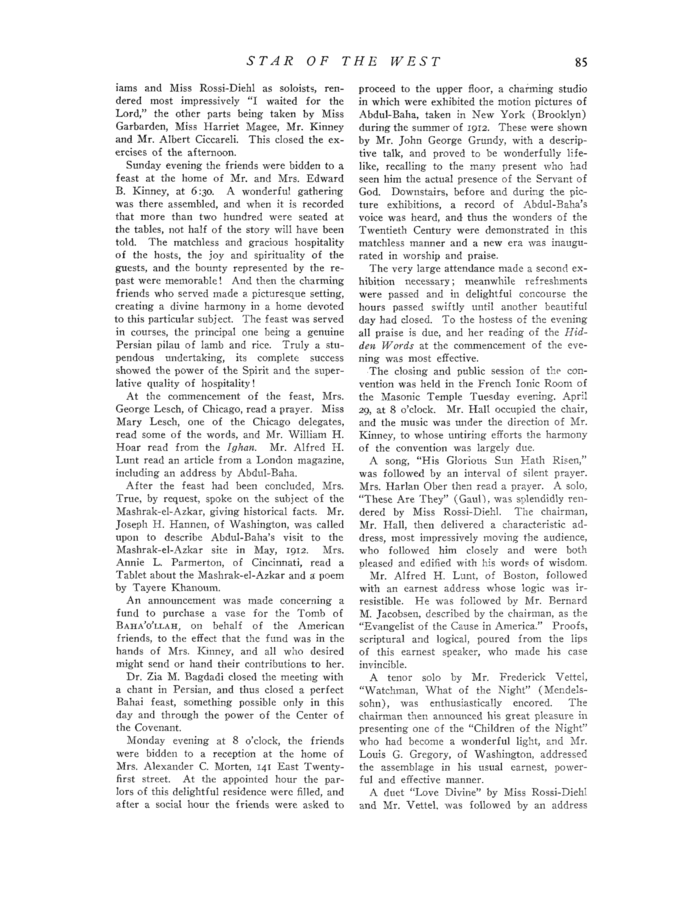 STAR OF THE WEST 85
iams and Miss Rossi-Diehl as soloists, ren-
dered most impressively "I waited for the
Lord," the other parts being taken by Miss
Garbarden, Miss Harriet Magee, Mr. Kinney
and Mr. Albert Ciccareli. This closed the ex-
ercises of the afternoon.
Sunday evening the friends were bidden to a
feast at the home of Mr. and Mrs. Edward
B. Kinney, at 6:30. A wonderful gathering
was there assembled, and when it is recorded
that more than two hundred were seated at
the tables, not half of the story will have been
told. The matchless and gracious hospitality
of the hosts, the joy and spirituality of the
guests, and the bounty represented by the re-
past were memorable! And then the charming
friends who served made a picturesque setting,
creating a divine harmony in a home devoted
to this particular subject. The feast was served
in courses, the principal one being a genuine
Persian pilau of lamb and rice. Truly a stu-
pendous undertaking, its complete success
showed the power of the Spirit and the super-
lative quality of hospitality!
At the commencement of the feast, Mrs.
George Lesch, of Chicago, read a prayer. Miss
Mary Lesch, one of the Chicago delegates,
read some of the words, and Mr. William H.
Hoar read from the Ighan. Mr. Alfred H.
Lunt read an article from a London magazine,
including an address by Abdul-Baha.
After the feast had been concluded, Mrs.
True, by request, spoke on the subject of the
Mashrak-el-Azkar, giving historical facts. Mr.
Joseph H. Hannen, of Washington, was called
upon to describe Abdul-Baha's visit to the
Mashrak-el-Azkar site in May, 1912. Mrs.
Annie L. Parmerton, of Cincinnati, read a
Tablet about the Mashrak-el-Azkar and a poem
by Tayere Khanoum.
An announcement was made concerning a
fund to purchase a vase for the Tomb of
BAHA'O'LLAH, on behalf of the American
friends, to the effect that the fund was in the
hands of Mrs. Kinney, and all who desired
might send or hand their contributions to her.
Dr. Zia M. Bagdadi closed the meeting with
a chant in Persian, and thus closed a perfect
Bahai feast, something possible only in this
day and through the power of the Center of
the Covenant.
Monday evening at 8 o'clock, the friends
were bidden to a reception at the home of
Mrs. Alexander C. Morten, 141 East Twenty-
first street. At the appointed hour the par-
lors of this delightful residence were filled, and
after a social hour the friends were asked to
proceed to the upper floor, a charming studio
in which were exhibited the motion pictures of
Abdul-Baha, taken in New York (Brooklyn)
during the summer of 1912. These were shown
by Mr. John George Grundy, with a descrip-
tive talk, and proved to be wonderfully life-
like, recalling to the many present who had
seen him the actual presence of the Servant of
God. Downstairs, before and during the pic-
ture exhibitions, a record of Abdul-Baha's
voice was heard, and thus the wonders of the
Twentieth Century were demonstrated in this
matchless manner and a new era was inaugu-
rated in worship and praise.
The very large attendance made a second ex-
hibition necessary; meanwhile refreshments
were passed and in delightful concourse the
hours passed swiftly until another beautiful
day had closed. To the hostess of the evening
all praise is due, and her reading of the Hid-
den Words at the commencement of the eve-
ning was most effective.
The closing and public session of the con-
vention was held in the French Ionic Room of
the Masonic Temple Tuesday evening, April
29, at 8 o'clock. Mr. Hall occupied the chair,
and the music was under the direction of Mr.
Kinney, to whose untiring efforts the harmony
of the convention was largely due.
A song, "His Glorious Sun Hath Risen,"
was followed by an interval of silent prayer.
Mrs. Harlan Ober then read a prayer. A solo,
"These Are They" (Gaul), was splendidly ren-
dered by Miss Rossi-Diehl. The chairman,
Mr. Hall, then delivered a characteristic ad-
dress, most impressively moving the audience,
who followed him closely and were both
pleased and edified with his words of wisdom.
Mr. Alfred H. Lunt, of Boston, followed
with an earnest address whose logic was ir-
resistible. He was followed by Mr. Bernard
M. Jacobsen, described by the chairman, as the
"Evangelist of the Cause in America." Proofs,
scriptural and logical, poured from the lips
of this earnest speaker, who made his case
invincible.
A tenor solo by Mr. Frederick Vettel,
"Watchman, What of the Night" (Mendels-
sohn), was enthusiastically encored. The
chairman then announced his great pleasure in
presenting one of the "Children of the Night"
who had become a wonderful light, and Mr.
Louis G. Gregory, of Washington, addressed
the assemblage in his usual earnest, power-
ful and effective manner.
A duet "Love Divine" by Miss Rossi-Diehl
and Mr. Vettel, was followed by an address